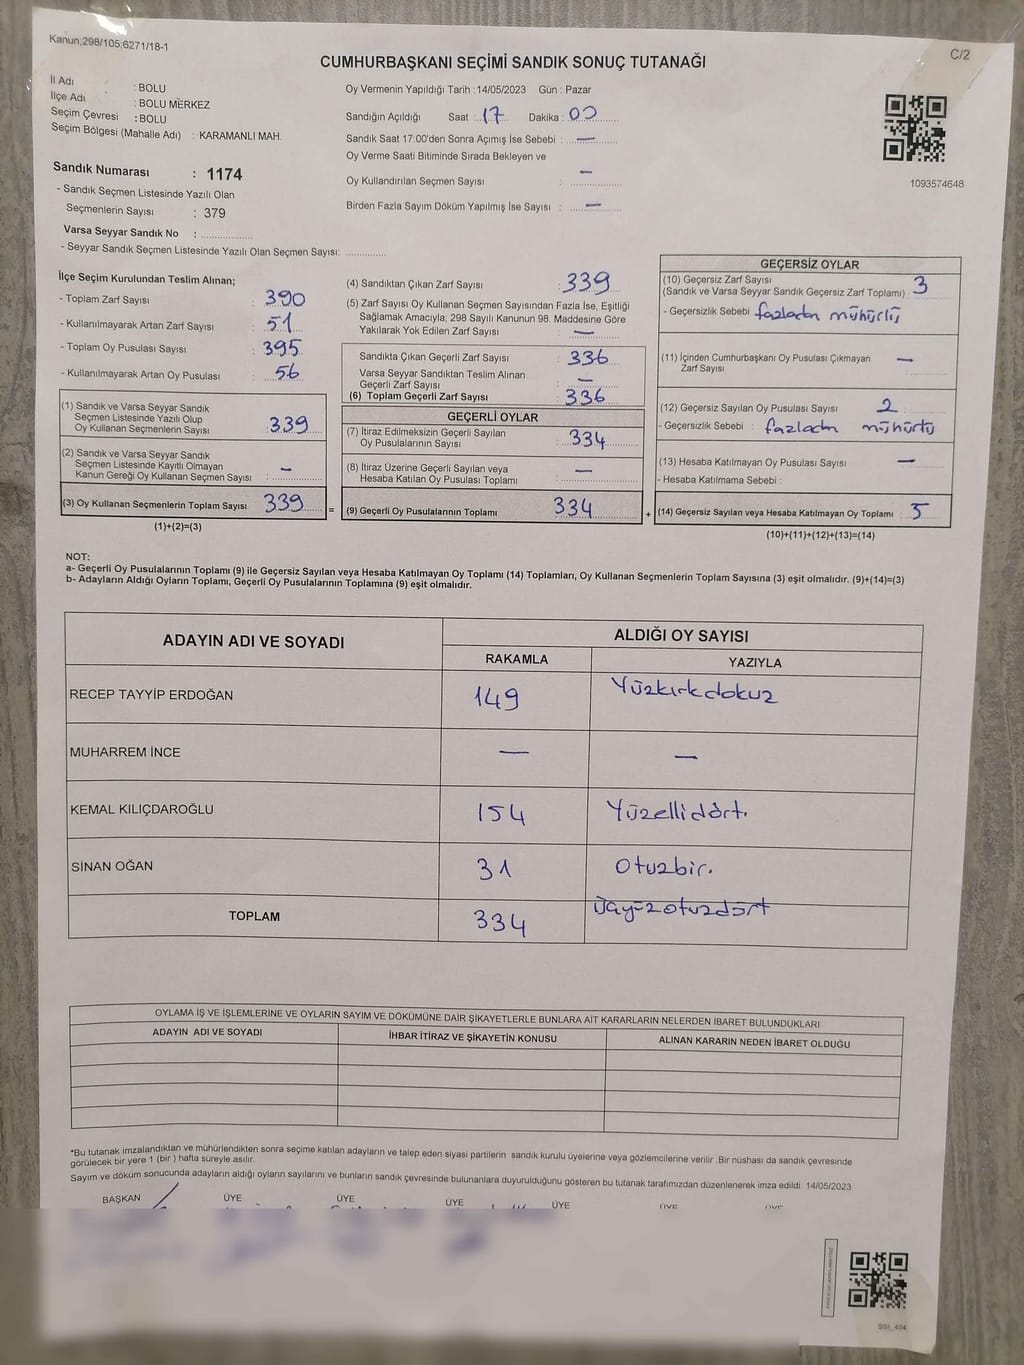 Kanun;298/105;6271/18-1
C/2
CUMHURBAŞKANI SEÇİMİ SANDIK SONUÇ TUTANAĞI
İl Adı : BOLU
İlçe Adı : BOLU MERKEZ
Seçim Çevresi : BOLU
Seçim Bölgesi (Mahalle Adı) : KARAMANLI MAH.
Oy Vermenin Yapıldığı Tarih :14/05/2023 Gün : Pazar
Sandığın Açıldığı Saat : 17 Dakika : 00
Sandık Saat 17:00'den Sonra Açımış İse Sebebi : —
Oy Verme Saati Bitiminde Sırada Bekleyen ve
Oy Kullandırılan Seçmen Sayısı : —
Birden Fazla Sayım Döküm Yapılmış İse Sayısı : —
1093574648
Sandık Numarası : 1174
- Sandık Seçmen Listesinde Yazılı Olan
Seçmenlerin Sayısı : 379
Varsa Seyyar Sandık No :
- Seyyar Sandık Seçmen Listesinde Yazılı Olan Seçmen Sayısı:
İlçe Seçim Kurulundan Teslim Alınan;
- Toplam Zarf Sayısı : 390
- Kullanılmayarak Artan Zarf Sayısı : 51
- Toplam Oy Pusulası Sayısı : 395
- Kullanılmayarak Artan Oy Pusulası : 56
(1) Sandık ve Varsa Seyyar Sandık
Seçmen Listesinde Yazılı Olup
Oy Kullanan Seçmenlerin Sayısı : 339
(2) Sandık ve Varsa Seyyar Sandık
Seçmen Listesinde Kayıtlı Olmayan
Kanun Gereği Oy Kullanan Seçmen Sayısı : —
(3) Oy Kullanan Seçmenlerin Toplam Sayısı 339
(1)+(2)=(3)
=
(4) Sandıktan Çıkan Zarf Sayısı : 339
(5) Zarf Sayısı Oy Kullanan Seçmen Sayısından Fazla İse, Eşitliği
Sağlamak Amacıyla; 298 Sayılı Kanunun 98. Maddesine Göre
Yakılarak Yok Edilen Zarf Sayısı : —
Sandıkta Çıkan Geçerli Zarf Sayısı : 336
Varsa Seyyar Sandıktan Teslim Alınan
Geçerli Zarf Sayısı : —
(6) Toplam Geçerli Zarf Sayısı : 336
GEÇERLİ OYLAR
(7) İtiraz Edilmeksizin Geçerli Sayılan
Oy Pusulalarının Sayısı : 334
(8) İtiraz Üzerine Geçerli Sayılan veya
Hesaba Katılan Oy Pusulası Toplamı : —
(9) Geçerli Oy Pusulalarının Toplamı 334
+
GEÇERSİZ OYLAR
(10) Geçersiz Zarf Sayısı
(Sandık ve Varsa Seyyar Sandık Geçersiz Zarf Toplamı) : 3
- Geçersizlik Sebebi : fazladan mühürlü
(11) İçinden Cumhurbaşkanı Oy Pusulası Çıkmayan
Zarf Sayısı : —
(12) Geçersiz Sayılan Oy Pusulası Sayısı : 2
- Geçersizlik Sebebi : fazladan mühürlü
(13) Hesaba Katılmayan Oy Pusulası Sayısı : —
- Hesaba Katılmama Sebebi :
(14) Geçersiz Sayılan veya Hesaba Katılmayan Oy Toplamı : 5
(10)+(11)+(12)+(13)=(14)
NOT:
a- Geçerli Oy Pusulalarının Toplamı (9) ile Geçersiz Sayılan veya Hesaba Katılmayan Oy Toplamı (14) Toplamları, Oy Kullanan Seçmenlerin Toplam Sayısına (3) eşit olmalıdır. (9)+(14)=(3)
b- Adayların Aldığı Oyların Toplamı, Geçerli Oy Pusulalarının Toplamına (9) eşit olmalıdır.
ADAYIN ADI VE SOYADI
ALDIĞI OY SAYISI
RAKAMLA YAZIYLA
RECEP TAYYİP ERDOĞAN 149 Yüzkırkdokuz
MUHARREM İNCE — —
KEMAL KILIÇDAROĞLU 154 Yüzellidört.
SİNAN OĞAN 31 Otuzbir.
TOPLAM 334 Üçyüzotuzdört
OYLAMA İŞ VE İŞLEMLERİNE VE OYLARIN SAYIM VE DÖKÜMÜNE DAİR ŞİKAYETLERLE BUNLARA AİT KARARLARIN NELERDEN İBARET BULUNDUKLARI
ADAYIN ADI VE SOYADI İHBAR İTİRAZ VE ŞİKAYETİN KONUSU ALINAN KARARIN NEDEN İBARET OLDUĞU
*Bu tutanak imzalandıktan ve mühürlendikten sonra seçime katılan adayların ve talep eden siyasi partilerin sandık kurulu üyelerine veya gözlemcilerine verilir .Bir nüshası da sandık çevresinde
görülecek bir yere 1 (bir ) hafta süreyle asılır.
Sayım ve döküm sonucunda adayların aldığı oyların sayılarını ve bunların sandık çevresinde bulunanlara duyurulduğunu gösteren bu tutanak tarafımızdan düzenlenerek imza edildi. 14/05/2023
BAŞKAN ÜYE ÜYE ÜYE ÜYE ÜYE ÜYE